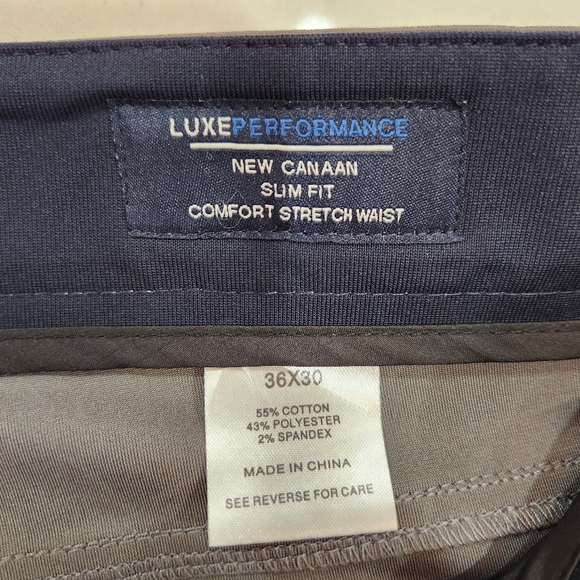 LUXEPERFORMANCE
NEW CANAAN
SLIM FIT
COMFORT STRETCH WAIST
36X30
55% COTTON
43% POLYESTER
2% SPANDEX
MADE IN CHINA
SEE REVERSE FOR CARE